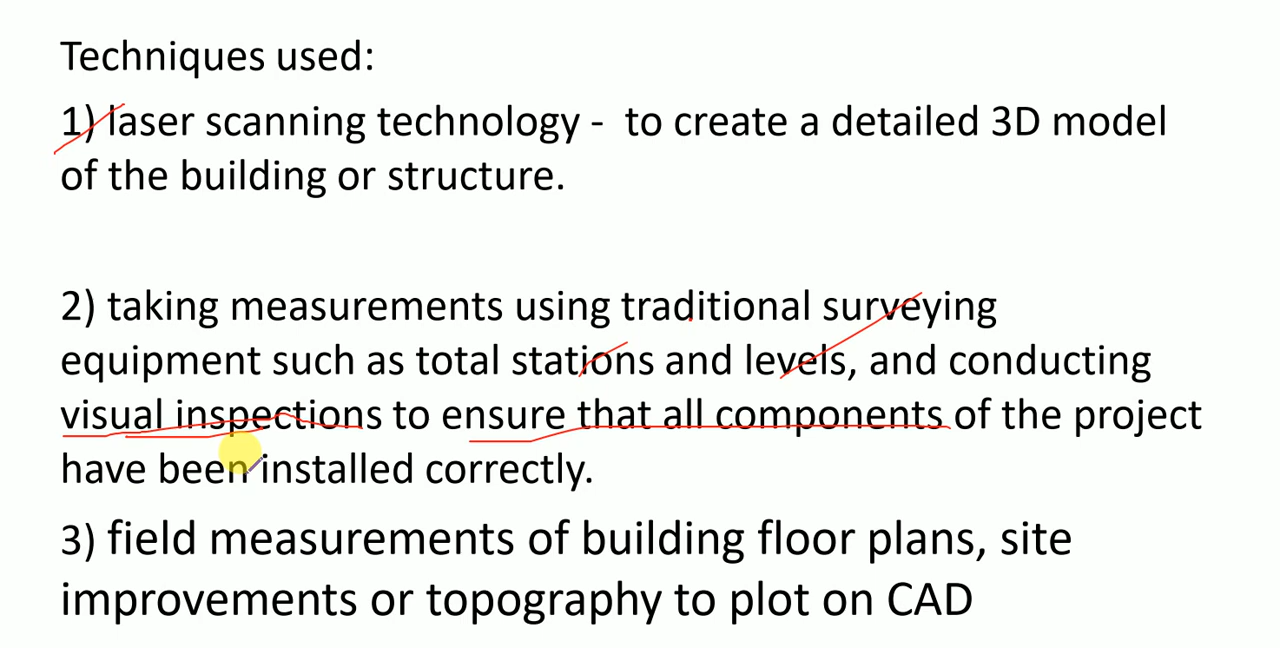 Techniques used:
1) laser scanning technology -  to create a detailed 3D model
of the building or structure.
2) taking measurements using traditional surveying
equipment such as total stations and levels, and conducting
visual inspections to ensure that all components of the project
have been installed correctly.
3) field measurements of building floor plans, site
improvements or topography to plot on CAD